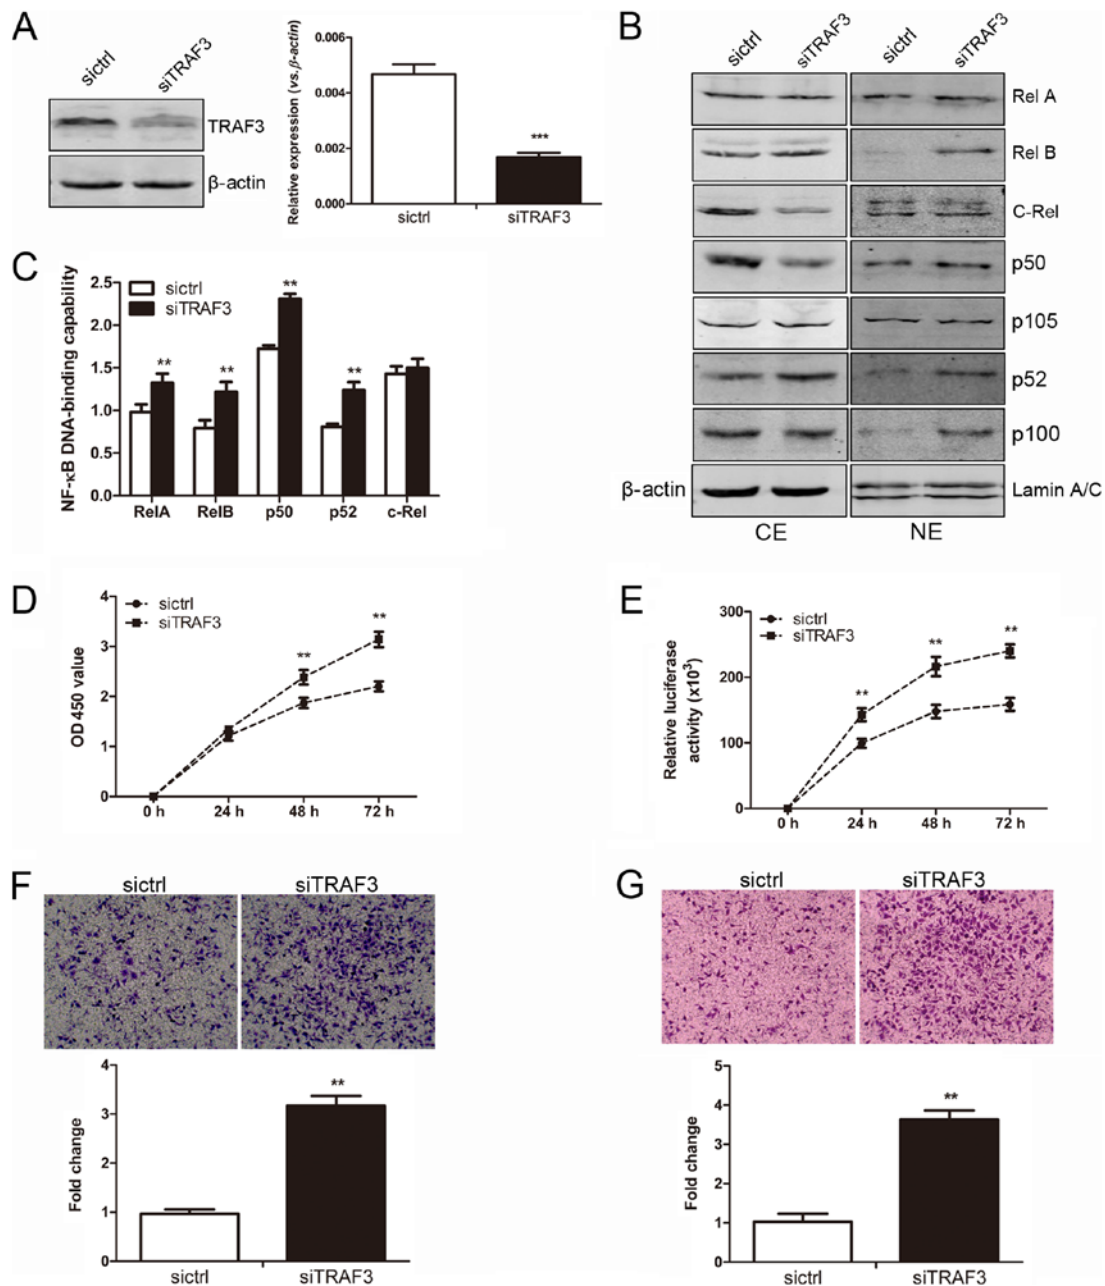 A
sictrl
siTRAF3
TRAF3
β-actin
Relative expression (vs.β-actin)
0.006
0.004
0.002
0.000
***
sictrl
siTRAF3
B
sictrl
siTRAF3
sictrl
siTRAF3
Rel A
Rel B
C-Rel
p50
p105
p52
p100
β-actin
Lamin A/C
CE
NE
C
NF-κB DNA-binding capability
2.5
2.0
1.5
1.0
0.5
0.0
sictrl
siTRAF3
**
**
**
**
RelA
RelB
p50
p52
c-Rel
D
OD 450 value
4
3
2
1
0
sictrl
siTRAF3
**
**
0 h
24 h
48 h
72 h
E
Relative luciferase
activity (x10³)
300
200
100
0
sictrl
siTRAF3
**
**
**
0 h
24 h
48 h
72 h
F
sictrl
siTRAF3
Fold change
4
3
2
1
0
**
sictrl
siTRAF3
G
sictrl
siTRAF3
Fold change
5
4
3
2
1
0
**
sictrl
siTRAF3